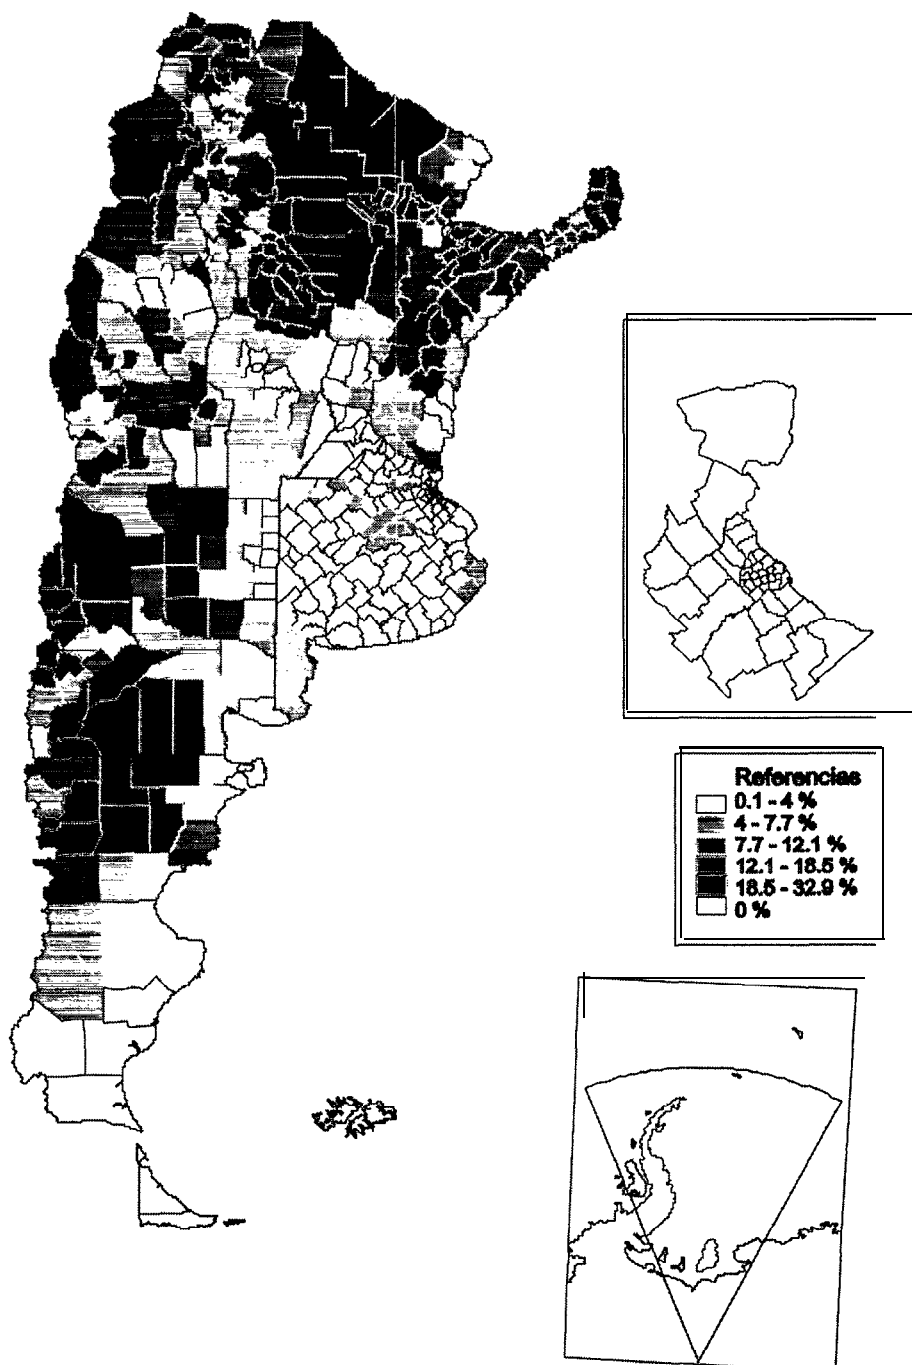 Referencias
0.1 - 4 %
4 - 7.7 %
7.7 - 12.1 %
12.1 - 18.5 %
18.5 - 32.9 %
0 %